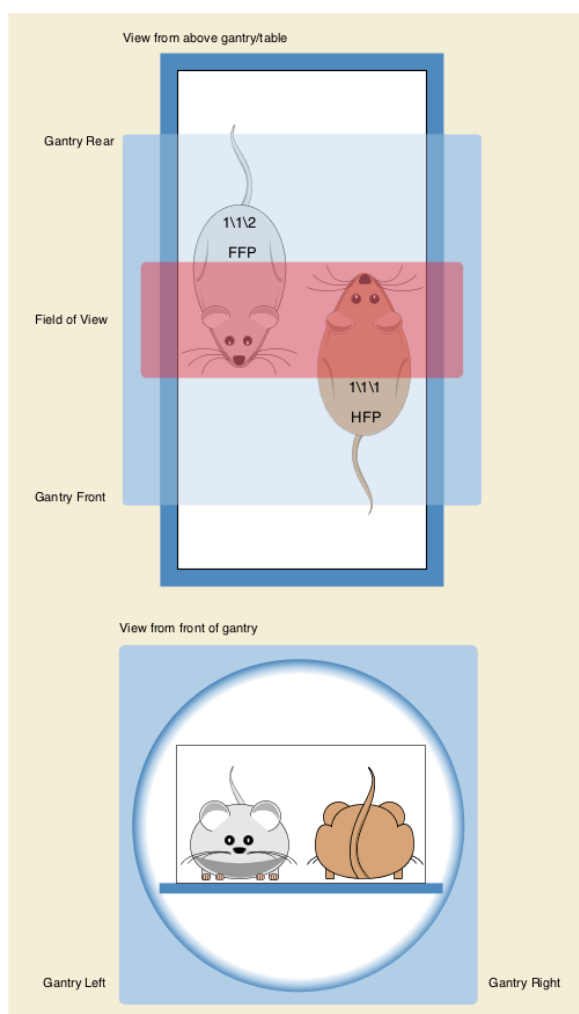 View from above gantry/table
Gantry Rear
1\1\2
FFP
Field of View
1\1\1
HFP
Gantry Front
View from front of gantry
Gantry Left
Gantry Right